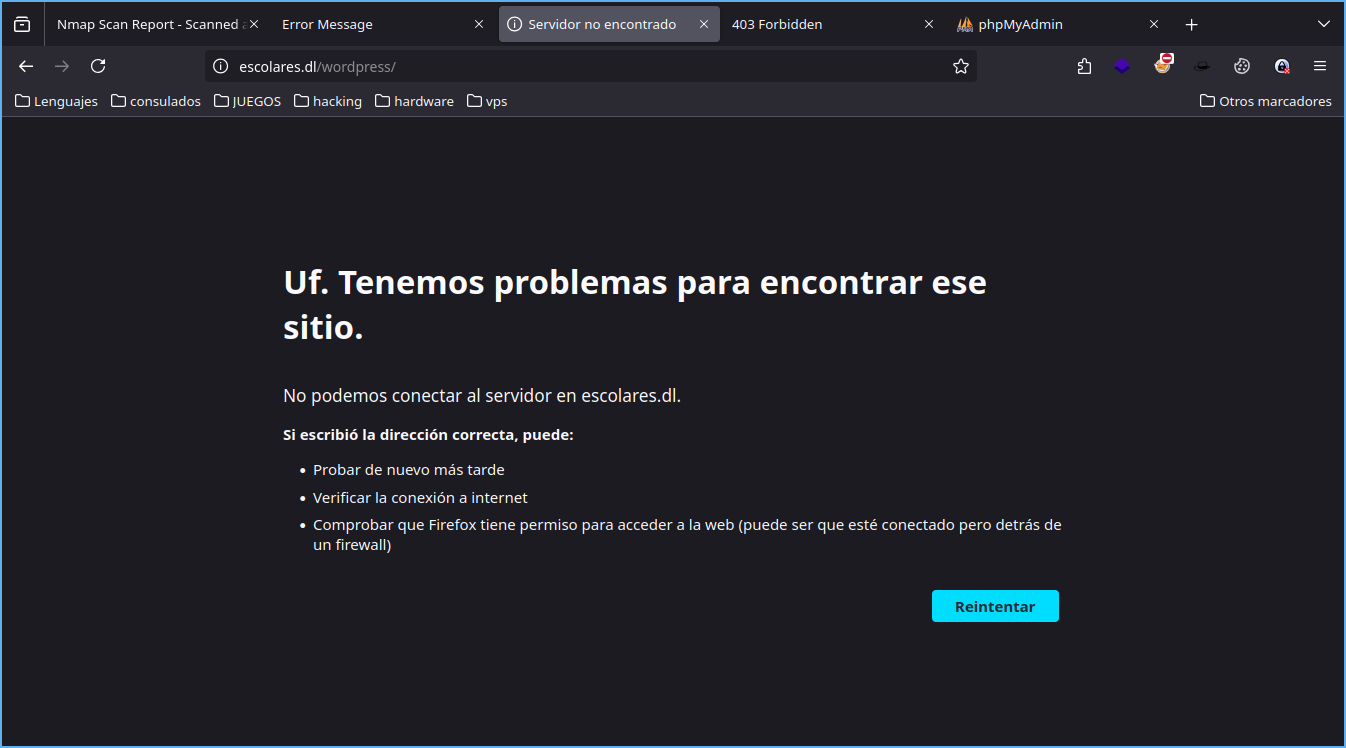 Nmap Scan Report - Scanned
Error Message
Servidor no encontrado
403 Forbidden
phpMyAdmin
escolares.dl/wordpress/
Lenguajes
consulados
JUEGOS
hacking
hardware
vps
Otros marcadores
Uf. Tenemos problemas para encontrar ese
sitio.
No podemos conectar al servidor en escolares.dl.
Si escribió la dirección correcta, puede:
Probar de nuevo más tarde
Verificar la conexión a internet
Comprobar que Firefox tiene permiso para acceder a la web (puede ser que esté conectado pero detrás de
un firewall)
Reintentar